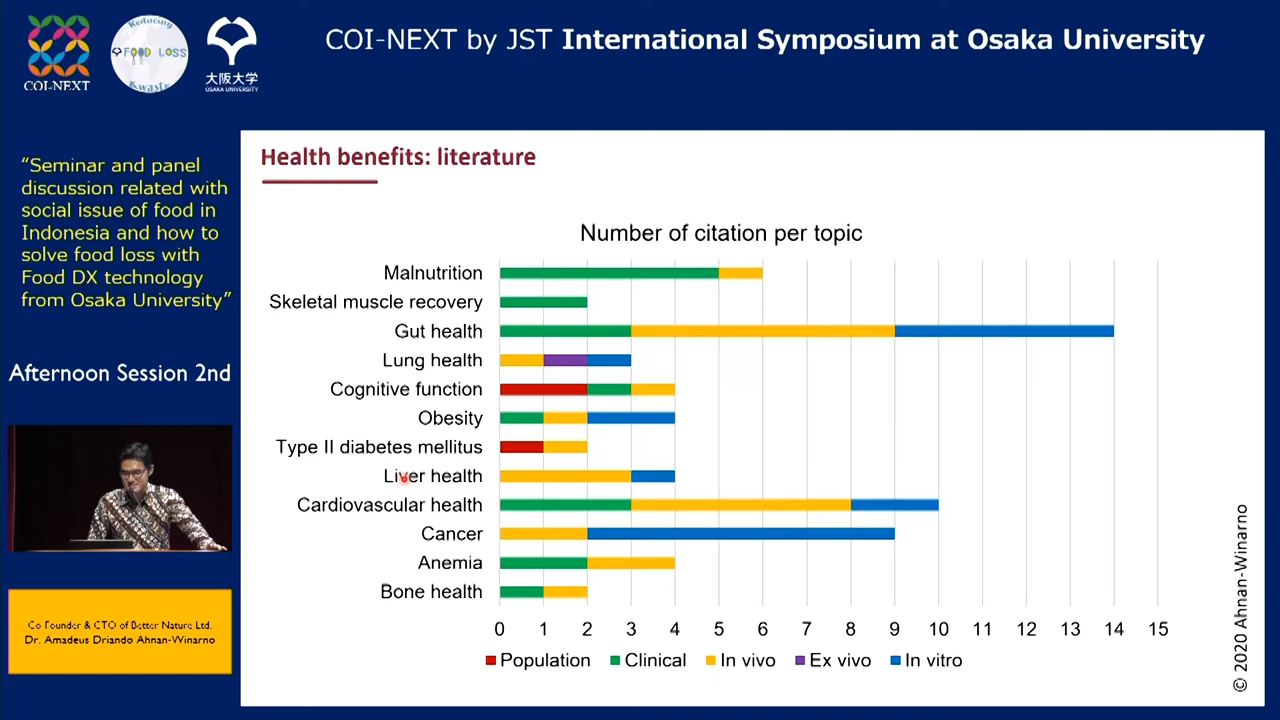 COI-NEXT
Reducing
FOOD LOSS
& Waste
大阪大学
OSAKA UNIVERSITY
COI-NEXT by JST International Symposium at Osaka University
“Seminar and panel
discussion related with
social issue of food in
Indonesia and how to
solve food loss with
Food DX technology
from Osaka University”
Afternoon Session 2nd
Co Founder & CTO of Better Nature Ltd.
Dr. Amadeus Driando Ahnan-Winarno
Health benefits: literature
Number of citation per topic
Malnutrition
Skeletal muscle recovery
Gut health
Lung health
Cognitive function
Obesity
Type II diabetes mellitus
Liver health
Cardiovascular health
Cancer
Anemia
Bone health
0 1 2 3 4 5 6 7 8 9 10 11 12 13 14 15
Population Clinical In vivo Ex vivo In vitro
© 2020 Ahnan-Winarno